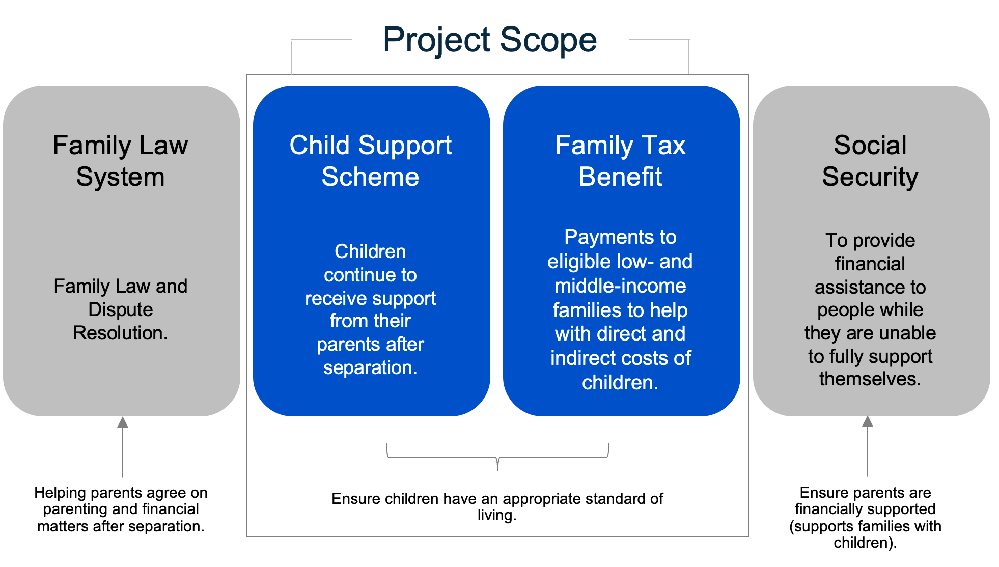 Project Scope
Family Law
System
Family Law and
Dispute
Resolution.
Helping parents agree on
parenting and financial
matters after separation.
Child Support
Scheme
Children
continue to
receive support
from their
parents after
separation.
Family Tax
Benefit
Payments to
eligible low- and
middle-income
families to help
with direct and
indirect costs of
children.
Ensure children have an appropriate standard of
living.
Social
Security
To provide
financial
assistance to
people while
they are unable
to fully support
themselves.
Ensure parents are
financially supported
(supports families with
children).